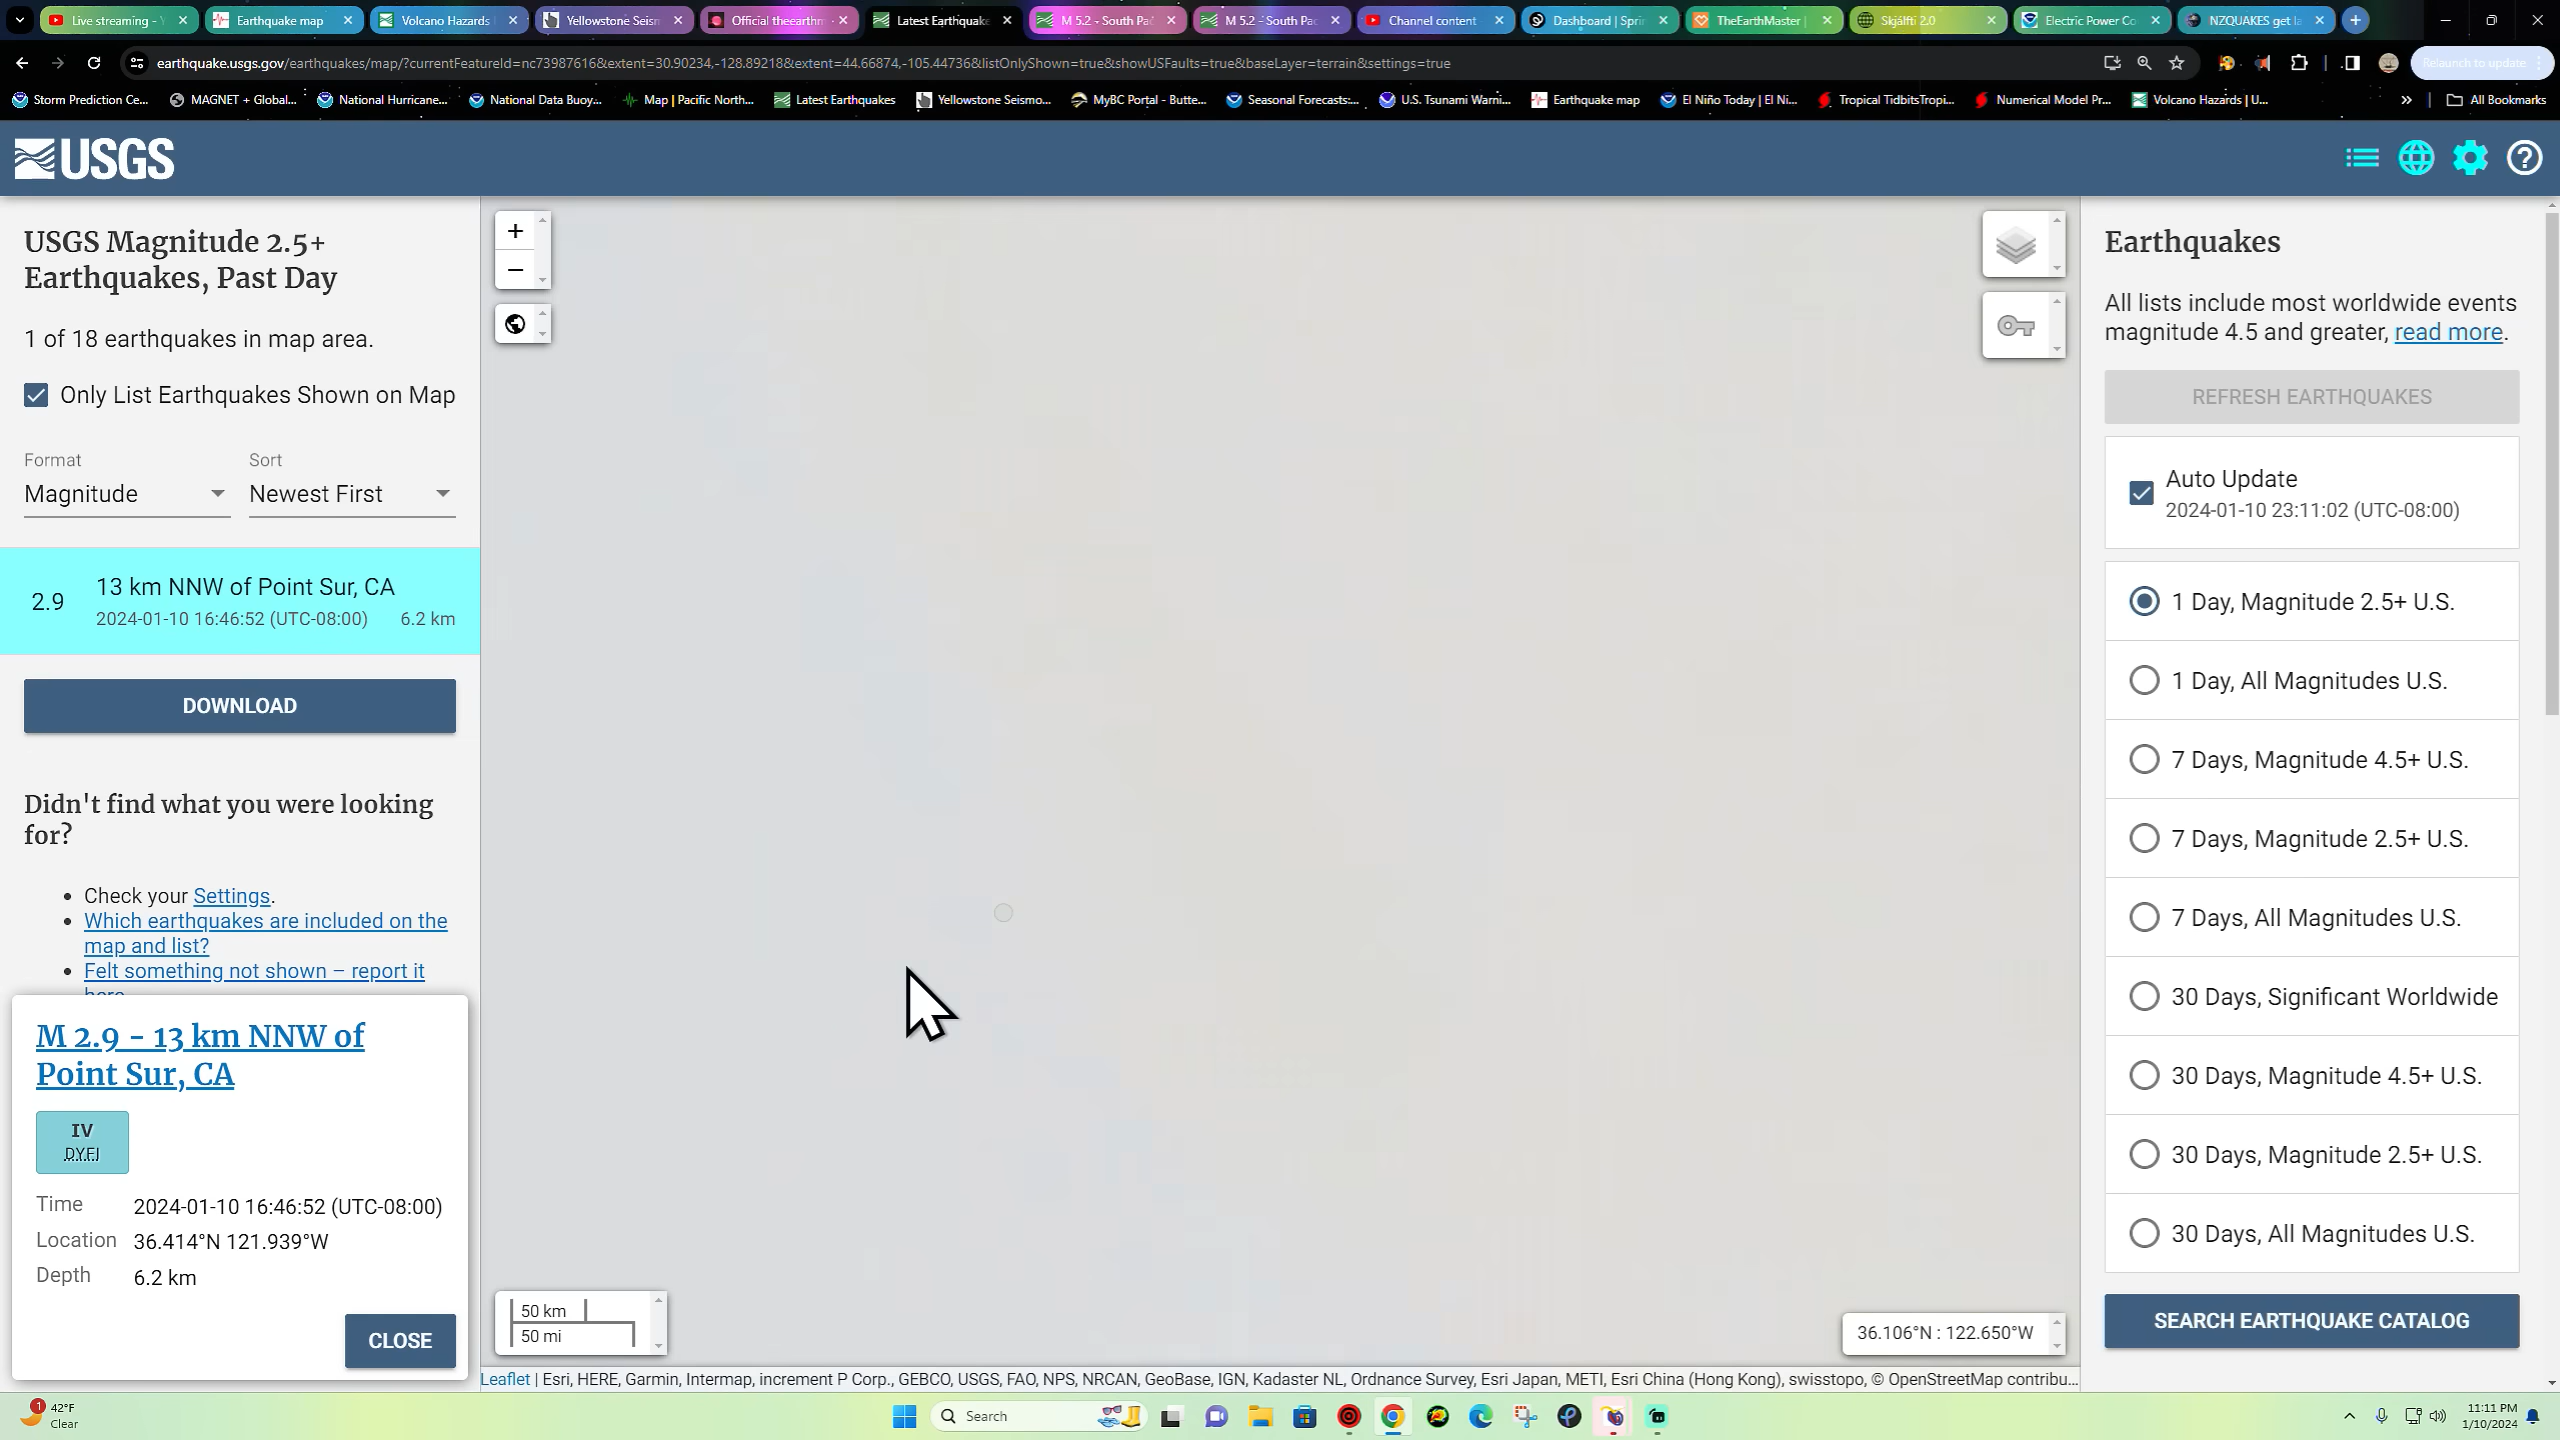 Live streaming - Y
Earthquake map
Volcano Hazards
Yellowstone Seism
Official theearthm
Latest Earthquake
M 5.2 - South Pac
M 5.2 - South Pac
Channel content
Dashboard | Sprin
TheEarthMaster |
Skjálfti 2.0
Electric Power Co
NZQUAKES get la
earthquake.usgs.gov/earthquakes/map/?currentFeatureId=nc73987616&extent=30.90234,-128.89218&extent=44.66874,-105.44736&listOnlyShown=true&showUSFaults=true&baseLayer=terrain&settings=true
Relaunch to update
Storm Prediction Ce...
MAGNET + Global...
National Hurricane...
National Data Buoy...
Map | Pacific North...
Latest Earthquakes
Yellowstone Seismo...
MyBC Portal - Butte...
Seasonal Forecasts:...
U.S. Tsunami Warni...
Earthquake map
El Niño Today | El Ni...
Tropical TidbitsTropi...
Numerical Model Pr...
Volcano Hazards | U...
All Bookmarks
USGS
USGS Magnitude 2.5+
Earthquakes, Past Day
1 of 18 earthquakes in map area.
Only List Earthquakes Shown on Map
Format
Sort
Magnitude
Newest First
2.9
13 km NNW of Point Sur, CA
2024-01-10 16:46:52 (UTC-08:00)
6.2 km
DOWNLOAD
Didn't find what you were looking
for?
Check your Settings.
Which earthquakes are included on the
map and list?
Felt something not shown – report it
here
M 2.9 - 13 km NNW of
Point Sur, CA
IV
DYFI
Time 2024-01-10 16:46:52 (UTC-08:00)
Location 36.414°N 121.939°W
Depth 6.2 km
CLOSE
+
−
50 km
50 mi
36.106°N : 122.650°W
Leaflet | Esri, HERE, Garmin, Intermap, increment P Corp., GEBCO, USGS, FAO, NPS, NRCAN, GeoBase, IGN, Kadaster NL, Ordnance Survey, Esri Japan, METI, Esri China (Hong Kong), swisstopo, © OpenStreetMap contribu...
Earthquakes
All lists include most worldwide events
magnitude 4.5 and greater, read more.
REFRESH EARTHQUAKES
Auto Update
2024-01-10 23:11:02 (UTC-08:00)
1 Day, Magnitude 2.5+ U.S.
1 Day, All Magnitudes U.S.
7 Days, Magnitude 4.5+ U.S.
7 Days, Magnitude 2.5+ U.S.
7 Days, All Magnitudes U.S.
30 Days, Significant Worldwide
30 Days, Magnitude 4.5+ U.S.
30 Days, Magnitude 2.5+ U.S.
30 Days, All Magnitudes U.S.
SEARCH EARTHQUAKE CATALOG
1
42°F
Clear
Search
11:11 PM
1/10/2024